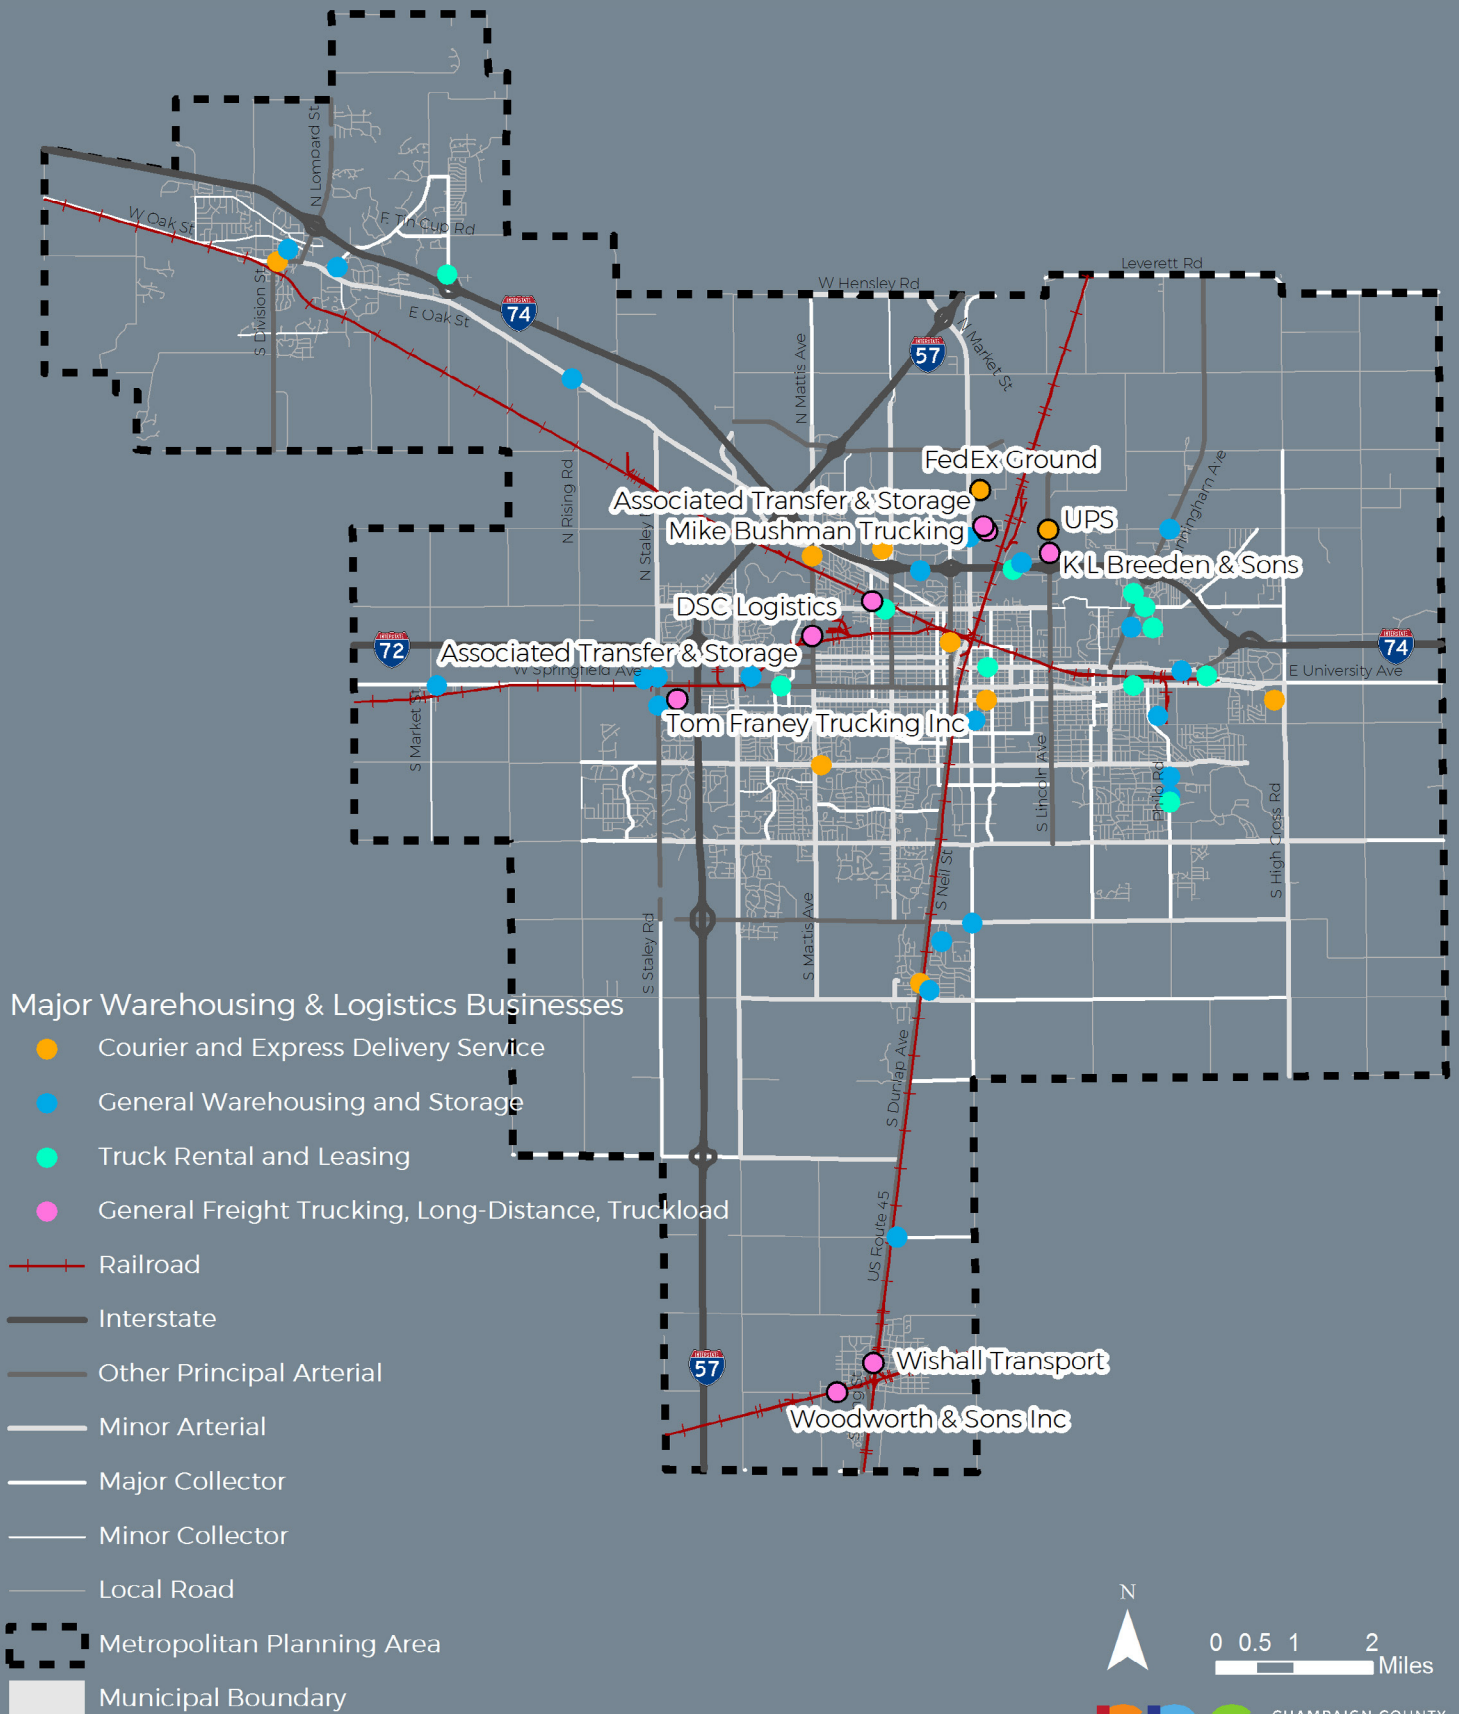 N Lombard St
W Oak St
E Tin Cup Rd
S Division St
E Oak St
INTERSTATE
74
W Hensley Rd
Leverett Rd
INTERSTATE
57
N Market St
N Mattis Ave
N Rising Rd
N Staley
FedEx Ground
Associated Transfer & Storage
Mike Bushman Trucking
UPS
K L Breeden & Sons
DSC Logistics
INTERSTATE
72
Associated Transfer & Storage
W Springfield Ave
INTERSTATE
74
E University Ave
S Market St
Tom Franey Trucking Inc
S Lincoln Ave
Philo Rd
S High Cross Rd
S Neil St
S Mattis Ave
S Staley Rd
S Dunlap Ave
US Route 45
INTERSTATE
57
Wishall Transport
Woodworth & Sons Inc
Major Warehousing & Logistics Businesses
Courier and Express Delivery Service
General Warehousing and Storage
Truck Rental and Leasing
General Freight Trucking, Long-Distance, Truckload
Railroad
Interstate
Other Principal Arterial
Minor Arterial
Major Collector
Minor Collector
Local Road
Metropolitan Planning Area
Municipal Boundary
N
0 0.5 1 2
Miles